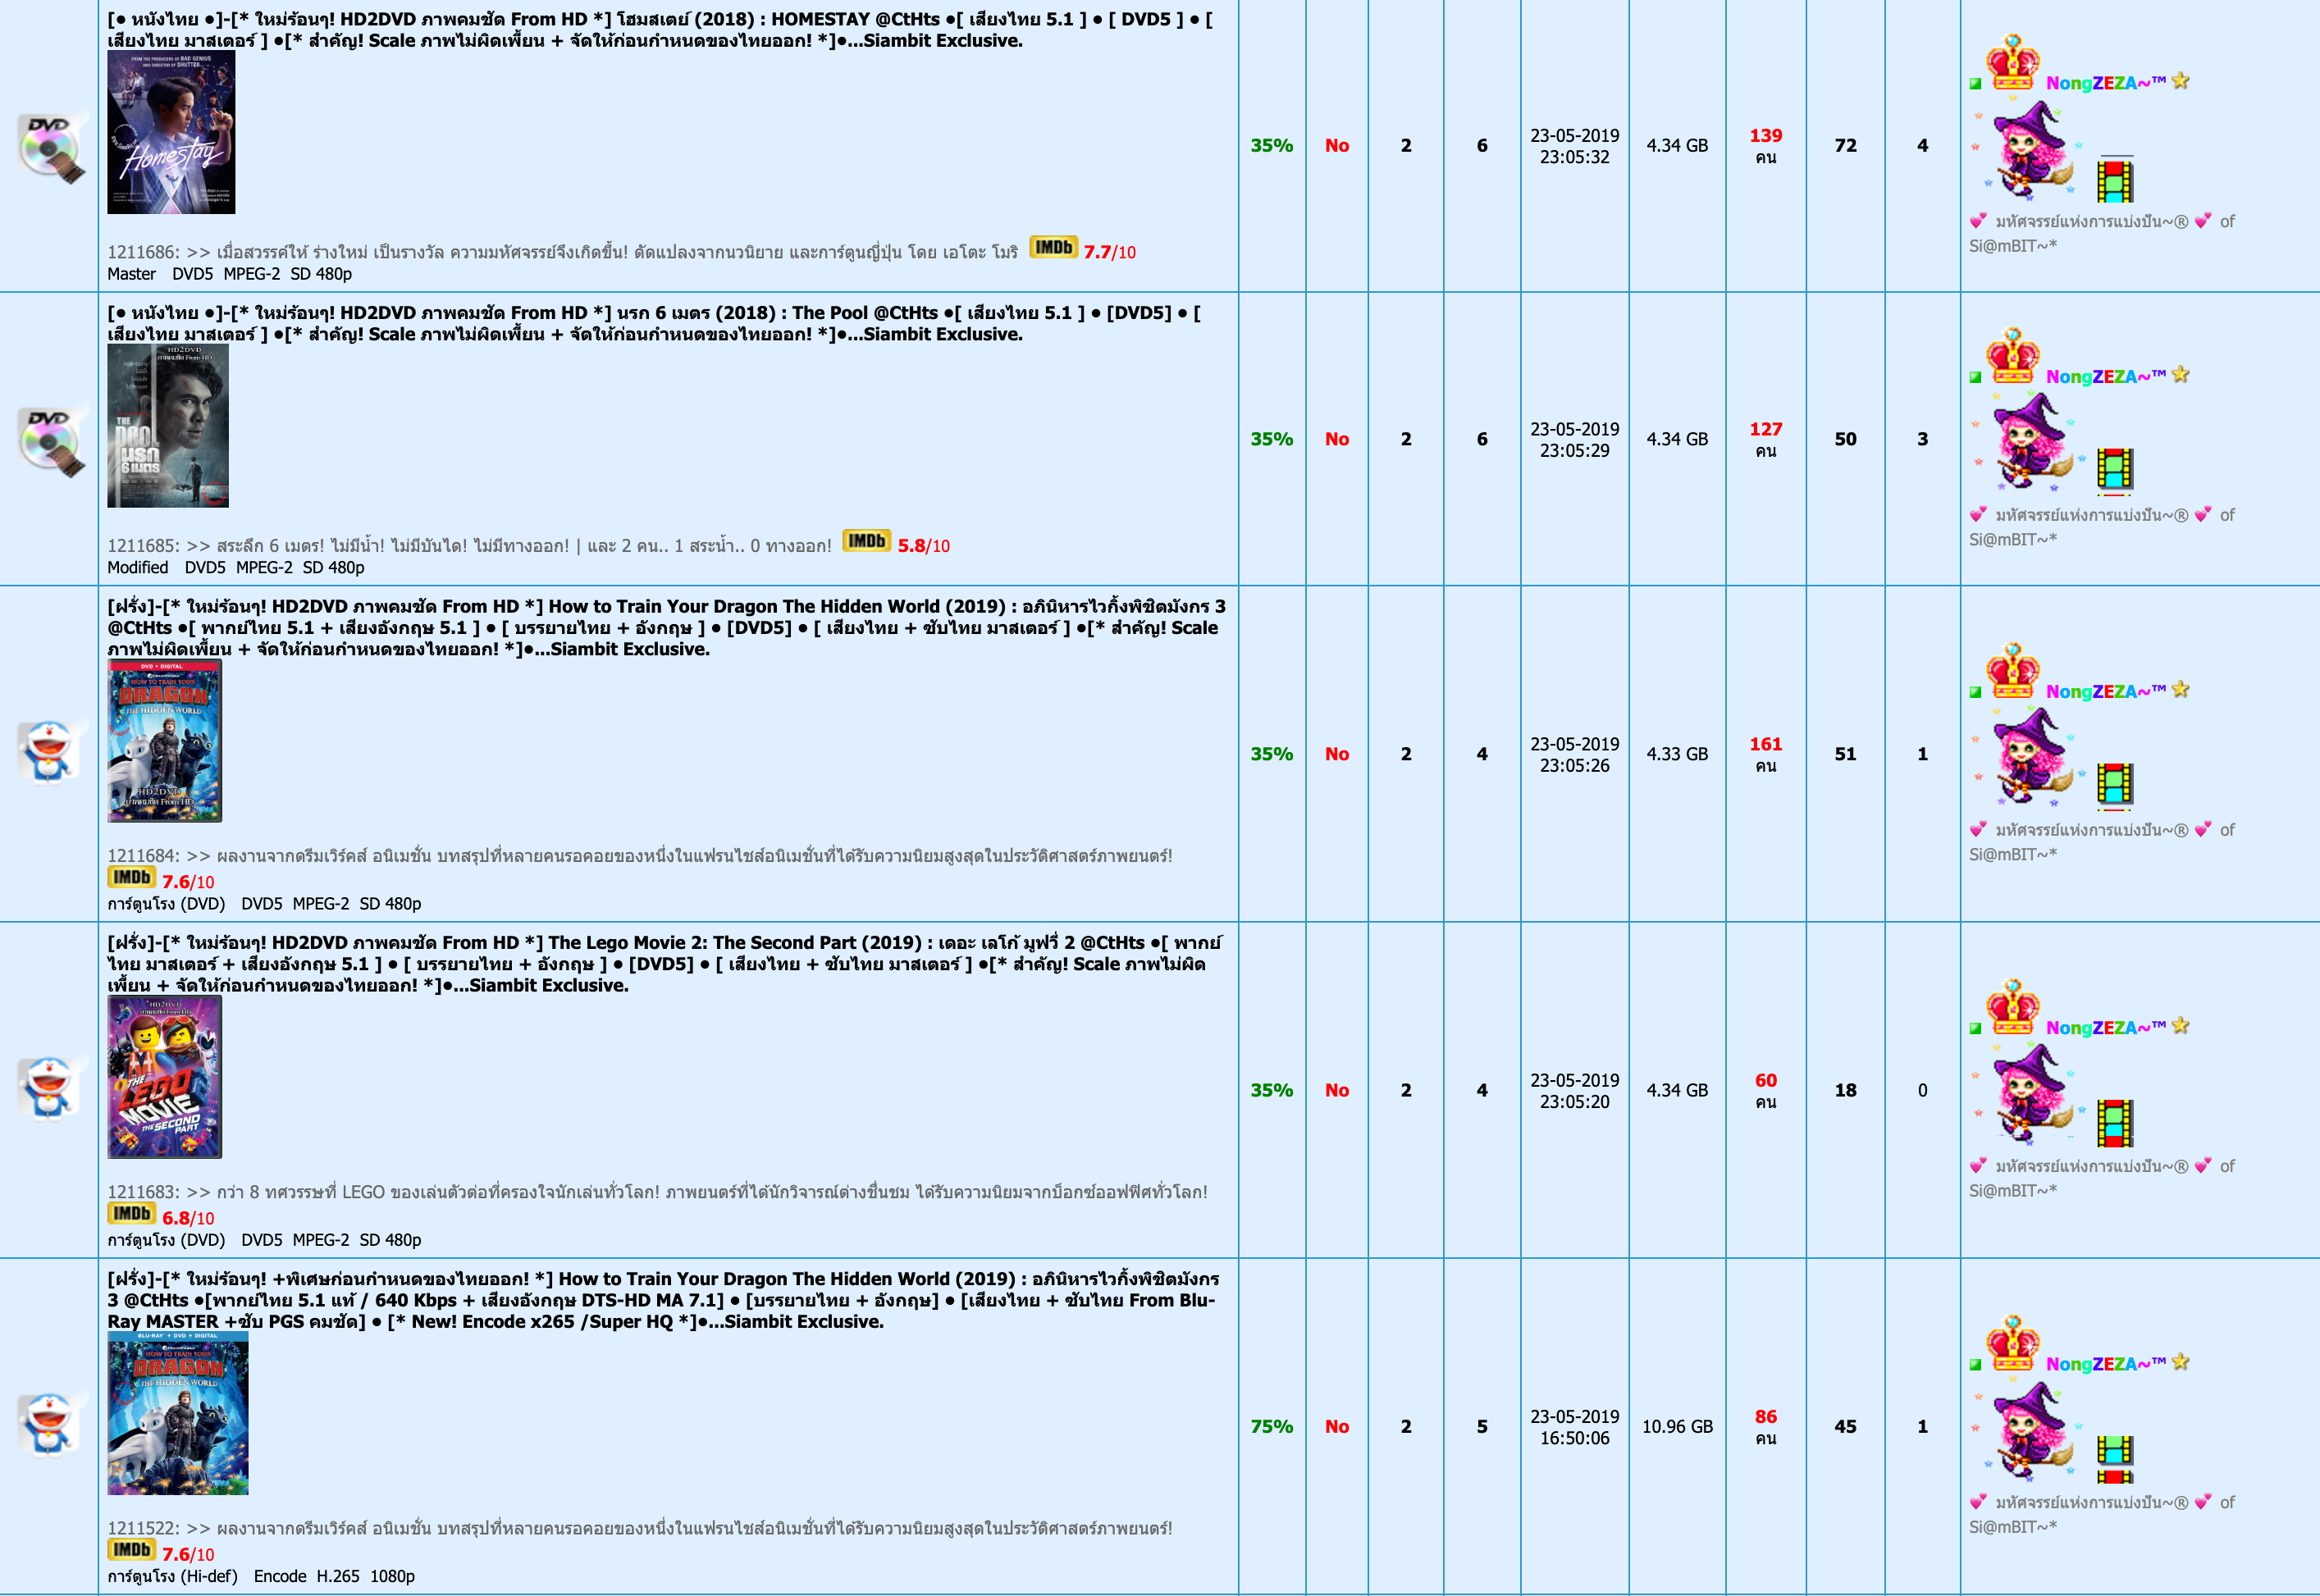 [● หนังไทย ●]-[* ใหม่ร้อนๆ! HD2DVD ภาพคมชัด From HD *] โฮมสเตย์ (2018) : HOMESTAY @CtHts ●[ เสียงไทย 5.1 ] ● [ DVD5 ] ● [
เสียงไทย มาสเตอร์ ] ●[* สำคัญ! Scale ภาพไม่ผิดเพี้ยน + จัดให้ก่อนกำหนดของไทยออก! *]●...Siambit Exclusive.
FROM THE PRODUCERS OF BAD GENIUS
AND DIRECTOR OF SHUTTER
Homestay
DVD
35%
No
2
6
23-05-2019
23:05:32
4.34 GB
139
คน
72
4
NongZEZA~™
💕 มหัศจรรย์แห่งการแบ่งปัน~® 💕 of
Si@mBIT~*
1211686: >> เมื่อสวรรค์ให้ ร่างใหม่ เป็นรางวัล ความมหัศจรรย์จึงเกิดขึ้น! ดัดแปลงจากนวนิยาย และการ์ตูนญี่ปุ่น โดย เอโตะ โมริ IMDb 7.7/10
Master DVD5 MPEG-2 SD 480p
[● หนังไทย ●]-[* ใหม่ร้อนๆ! HD2DVD ภาพคมชัด From HD *] นรก 6 เมตร (2018) : The Pool @CtHts ●[ เสียงไทย 5.1 ] ● [DVD5] ● [
เสียงไทย มาสเตอร์ ] ●[* สำคัญ! Scale ภาพไม่ผิดเพี้ยน + จัดให้ก่อนกำหนดของไทยออก! *]●...Siambit Exclusive.
HD2DVD
ภาพคมชัด From HD
THE
POOL
นรก
6 เมตร
DVD
35%
No
2
6
23-05-2019
23:05:29
4.34 GB
127
คน
50
3
NongZEZA~™
💕 มหัศจรรย์แห่งการแบ่งปัน~® 💕 of
Si@mBIT~*
1211685: >> สระลึก 6 เมตร! ไม่มีน้ำ! ไม่มีบันได! ไม่มีทางออก! | และ 2 คน.. 1 สระน้ำ.. 0 ทางออก! IMDb 5.8/10
Modified DVD5 MPEG-2 SD 480p
[ฝรั่ง]-[* ใหม่ร้อนๆ! HD2DVD ภาพคมชัด From HD *] How to Train Your Dragon The Hidden World (2019) : อภินิหารไวกิ้งพิชิตมังกร 3
@CtHts ●[ พากย์ไทย 5.1 + เสียงอังกฤษ 5.1 ] ● [ บรรยายไทย + อังกฤษ ] ● [DVD5] ● [ เสียงไทย + ซับไทย มาสเตอร์ ] ●[* สำคัญ! Scale
ภาพไม่ผิดเพี้ยน + จัดให้ก่อนกำหนดของไทยออก! *]●...Siambit Exclusive.
DVD + DIGITAL
HOW TO TRAIN YOUR
DRAGON
THE HIDDEN WORLD
HD2DVD
ภาพคมชัด From HD
35%
No
2
4
23-05-2019
23:05:26
4.33 GB
161
คน
51
1
NongZEZA~™
💕 มหัศจรรย์แห่งการแบ่งปัน~® 💕 of
Si@mBIT~*
1211684: >> ผลงานจากดรีมเวิร์คส์ อนิเมชั่น บทสรุปที่หลายคนรอคอยของหนึ่งในแฟรนไชส์อนิเมชั่นที่ได้รับความนิยมสูงสุดในประวัติศาสตร์ภาพยนตร์!
IMDb 7.6/10
การ์ตูนโรง (DVD) DVD5 MPEG-2 SD 480p
[ฝรั่ง]-[* ใหม่ร้อนๆ! HD2DVD ภาพคมชัด From HD *] The Lego Movie 2: The Second Part (2019) : เดอะ เลโก้ มูฟวี่ 2 @CtHts ●[ พากย์
ไทย มาสเตอร์ + เสียงอังกฤษ 5.1 ] ● [ บรรยายไทย + อังกฤษ ] ● [DVD5] ● [ เสียงไทย + ซับไทย มาสเตอร์ ] ●[* สำคัญ! Scale ภาพไม่ผิด
เพี้ยน + จัดให้ก่อนกำหนดของไทยออก! *]●...Siambit Exclusive.
HD2DVD
ภาพคมชัด From HD
THE
LEGO
MOVIE
THE SECOND
PART
35%
No
2
4
23-05-2019
23:05:20
4.34 GB
60
คน
18
0
NongZEZA~™
💕 มหัศจรรย์แห่งการแบ่งปัน~® 💕 of
Si@mBIT~*
1211683: >> กว่า 8 ทศวรรษที่ LEGO ของเล่นตัวต่อที่ครองใจนักเล่นทั่วโลก! ภาพยนตร์ที่ได้นักวิจารณ์ต่างชื่นชม ได้รับความนิยมจากบ็อกซ์ออฟฟิศทั่วโลก!
IMDb 6.8/10
การ์ตูนโรง (DVD) DVD5 MPEG-2 SD 480p
[ฝรั่ง]-[* ใหม่ร้อนๆ! +พิเศษก่อนกำหนดของไทยออก! *] How to Train Your Dragon The Hidden World (2019) : อภินิหารไวกิ้งพิชิตมังกร
3 @CtHts ●[พากย์ไทย 5.1 แท้ / 640 Kbps + เสียงอังกฤษ DTS-HD MA 7.1] ● [บรรยายไทย + อังกฤษ] ● [เสียงไทย + ซับไทย From Blu-
Ray MASTER +ซับ PGS คมชัด] ● [* New! Encode x265 /Super HQ *]●...Siambit Exclusive.
BLU-RAY + DVD + DIGITAL
HOW TO TRAIN YOUR
DRAGON
THE HIDDEN WORLD
75%
No
2
5
23-05-2019
16:50:06
10.96 GB
86
คน
45
1
NongZEZA~™
💕 มหัศจรรย์แห่งการแบ่งปัน~® 💕 of
Si@mBIT~*
1211522: >> ผลงานจากดรีมเวิร์คส์ อนิเมชั่น บทสรุปที่หลายคนรอคอยของหนึ่งในแฟรนไชส์อนิเมชั่นที่ได้รับความนิยมสูงสุดในประวัติศาสตร์ภาพยนตร์!
IMDb 7.6/10
การ์ตูนโรง (Hi-def) Encode H.265 1080p